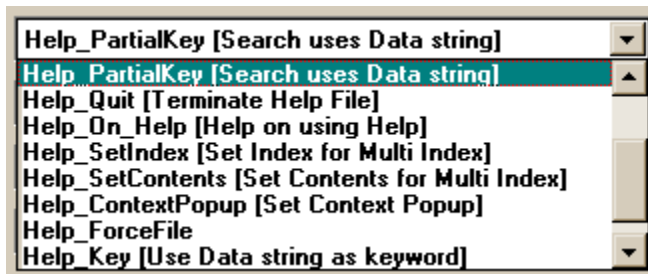 Help_PartialKey [Search uses Data string]
Help_PartialKey [Search uses Data string]
Help_Quit [Terminate Help File]
Help_On_Help [Help on using Help]
Help_SetIndex [Set Index for Multi Index]
Help_SetContents [Set Contents for Multi Index]
Help_ContextPopup [Set Context Popup]
Help_ForceFile
Help_Key [Use Data string as keyword]